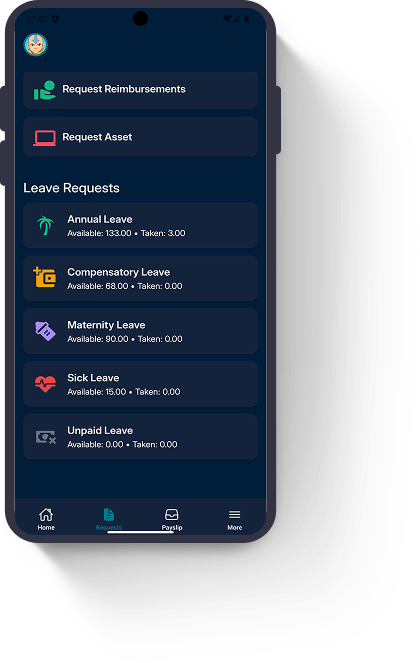 12:40
Request Reimbursements
Request Asset
Leave Requests
Annual Leave
Available: 133.00 • Taken: 3.00
Compensatory Leave
Available: 68.00 • Taken: 0.00
Maternity Leave
Available: 90.00 • Taken: 0.00
Sick Leave
Available: 15.00 • Taken: 0.00
Unpaid Leave
Available: 0.00 • Taken: 0.00
Home Requests Payslip More